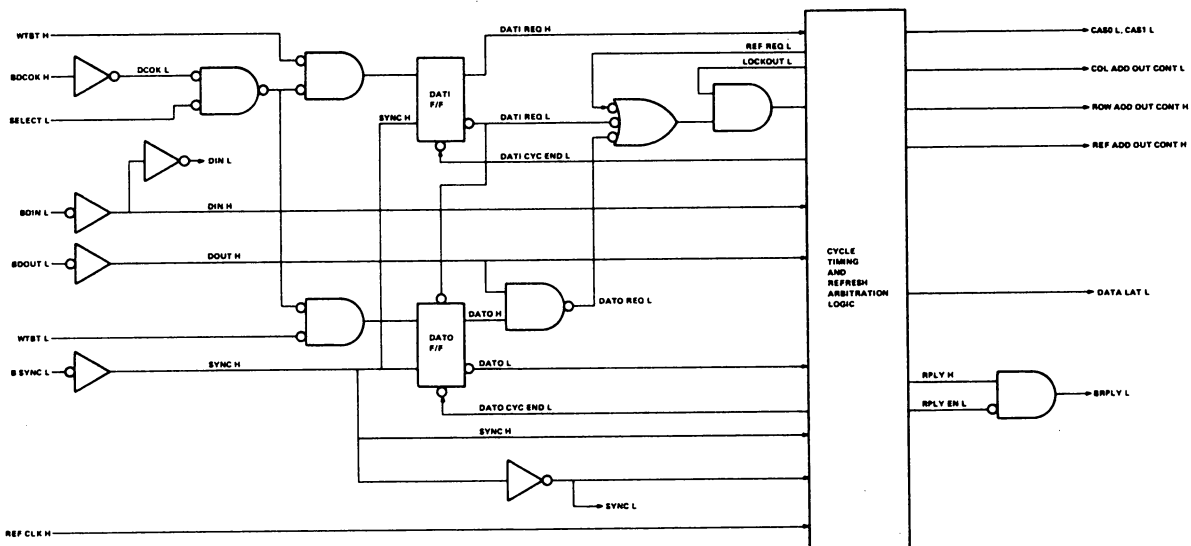 WTBT H
BDCOK H
DCOK L
SELECT L
DIN L
BDIN L
DIN H
BDOUT L
DOUT H
WTBT L
B SYNC L
SYNC H
REF CLK H
SYNC H
DATI
F/F
DATI REQ H
DATI REQ L
DATI CYC END L
REF REQ L
LOCKOUT L
DATO REQ L
DATO H
DATO
F/F
DATO L
DATO CYC END L
SYNC H
SYNC L
CYCLE
TIMING
AND
REFRESH
ARBITRATION
LOGIC
CAS0 L, CAS1 L
COL ADD OUT CONT L
ROW ADD OUT CONT H
REF ADD OUT CONT H
DATA LAT L
RPLY H
RPLY EN L
BRPLY L